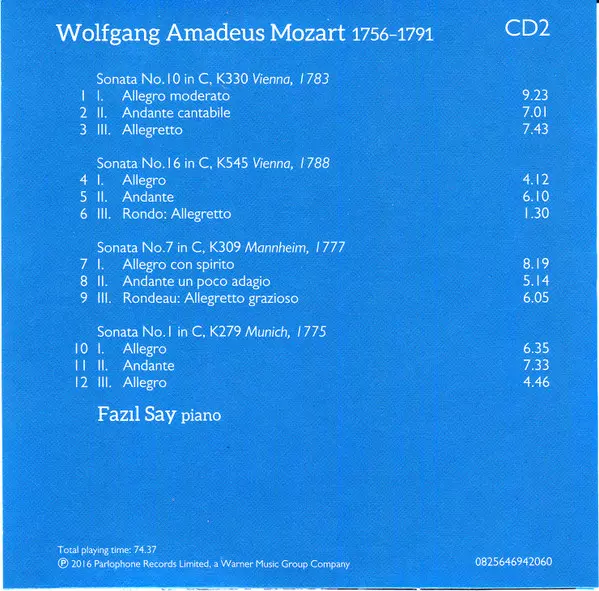 Wolfgang Amadeus Mozart 1756–1791 CD2
Sonata No.10 in C, K330 Vienna, 1783
1 I. Allegro moderato 9.23
2 II. Andante cantabile 7.01
3 III. Allegretto 7.43
Sonata No.16 in C, K545 Vienna, 1788
4 I. Allegro 4.12
5 II. Andante 6.10
6 III. Rondo: Allegretto 1.30
Sonata No.7 in C, K309 Mannheim, 1777
7 I. Allegro con spirito 8.19
8 II. Andante un poco adagio 5.14
9 III. Rondeau: Allegretto grazioso 6.05
Sonata No.1 in C, K279 Munich, 1775
10 I. Allegro 6.35
11 II. Andante 7.33
12 III. Allegro 4.46
Fazıl Say piano
Total playing time: 74.37
℗ 2016 Parlophone Records Limited, a Warner Music Group Company 0825646942060